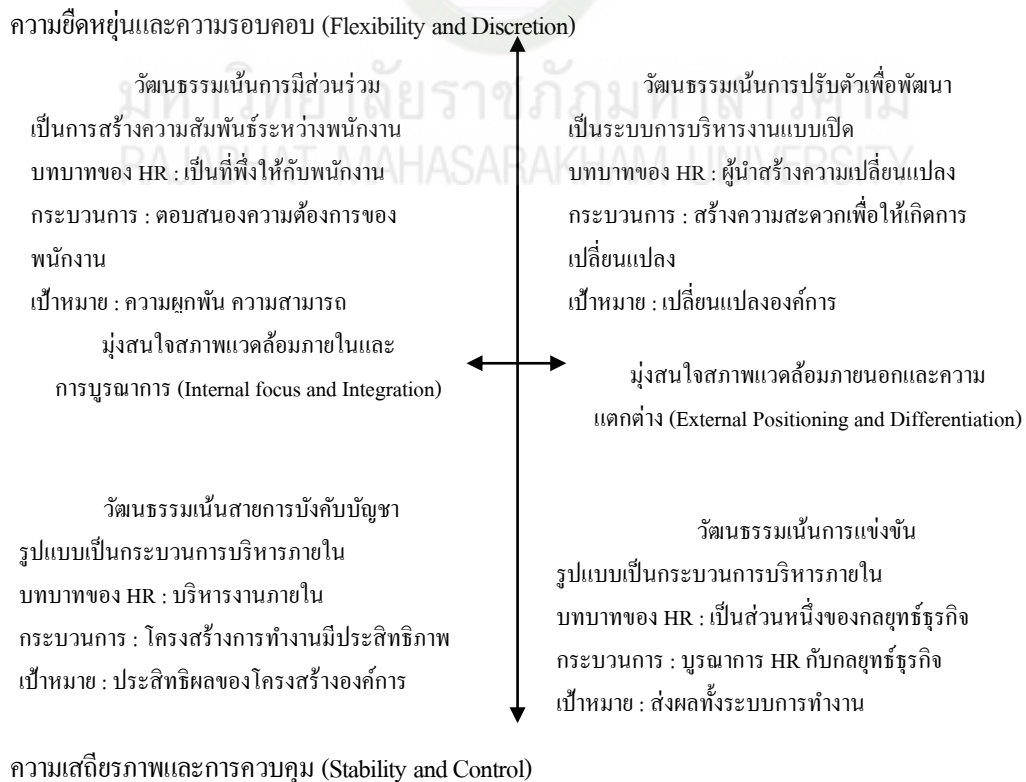 ความยืดหยุ่นและความรอบคอบ (Flexibility and Discretion)
วัฒนธรรมเน้นการมีส่วนร่วม
เป็นการสร้างความสัมพันธ์ระหว่างพนักงาน
บทบาทของ HR : เป็นที่พึ่งให้กับพนักงาน
กระบวนการ : ตอบสนองความต้องการของ
พนักงาน
เป้าหมาย : ความผูกพัน ความสามารถ
วัฒนธรรมเน้นการปรับตัวเพื่อพัฒนา
เป็นระบบการบริหารงานแบบเปิด
บทบาทของ HR : ผู้นำสร้างความเปลี่ยนแปลง
กระบวนการ : สร้างความสะดวกเพื่อให้เกิดการ
เปลี่ยนแปลง
เป้าหมาย : เปลี่ยนแปลงองค์การ
มุ่งสนใจสภาพแวดล้อมภายในและ
การบูรณาการ (Internal focus and Integration)
มุ่งสนใจสภาพแวดล้อมภายนอกและความ
แตกต่าง (External Positioning and Differentiation)
วัฒนธรรมเน้นสายการบังคับบัญชา
รูปแบบเป็นกระบวนการบริหารภายใน
บทบาทของ HR : บริหารงานภายใน
กระบวนการ : โครงสร้างการทำงานมีประสิทธิภาพ
เป้าหมาย : ประสิทธิผลของโครงสร้างองค์การ
วัฒนธรรมเน้นการแข่งขัน
รูปแบบเป็นกระบวนการบริหารภายใน
บทบาทของ HR : เป็นส่วนหนึ่งของกลยุทธ์ธุรกิจ
กระบวนการ : บูรณาการ HR กับกลยุทธ์ธุรกิจ
เป้าหมาย : ส่งผลทั้งระบบการทำงาน
ความเสถียรภาพและการควบคุม (Stability and Control)
มหาวิทยาลัยราชภัฏมหาสารคาม
RAJABHAT MAHASARAKHAM UNIVERSITY